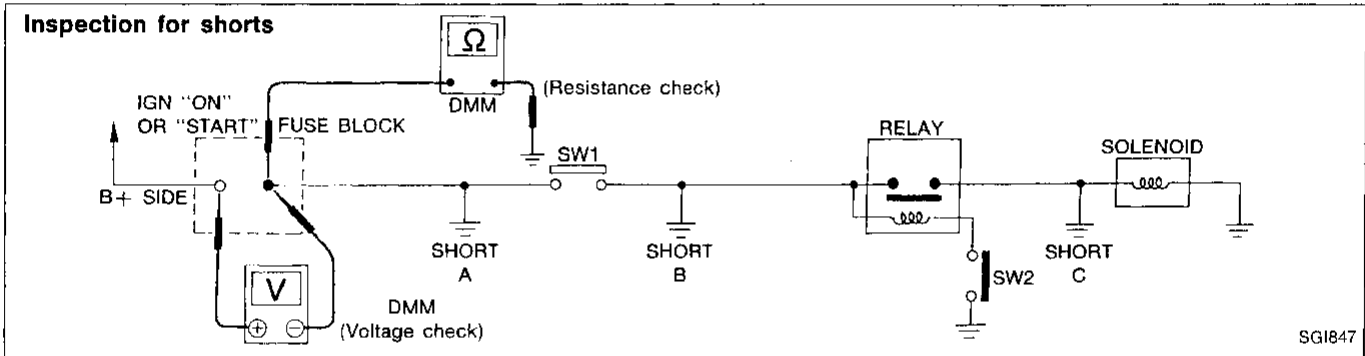 Inspection for shorts
Ω
DMM
(Resistance check)
IGN "ON"
OR "START"
FUSE BLOCK
B+ SIDE
SW1
RELAY
SOLENOID
SHORT
A
SHORT
B
SHORT
C
SW2
V
+ −
DMM
(Voltage check)
SGI847